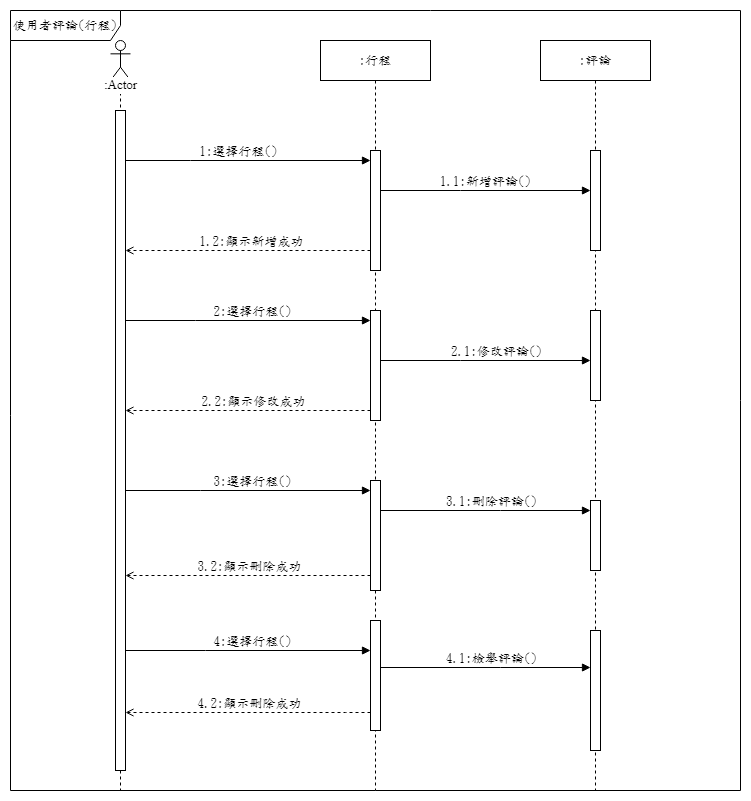 使用者評論(行程)
:Actor
:行程
:評論
1:選擇行程()
1.1:新增評論()
1.2:顯示新增成功
2:選擇行程()
2.1:修改評論()
2.2:顯示修改成功
3:選擇行程()
3.1:刪除評論()
3.2:顯示刪除成功
4:選擇行程()
4.1:檢舉評論()
4.2:顯示刪除成功